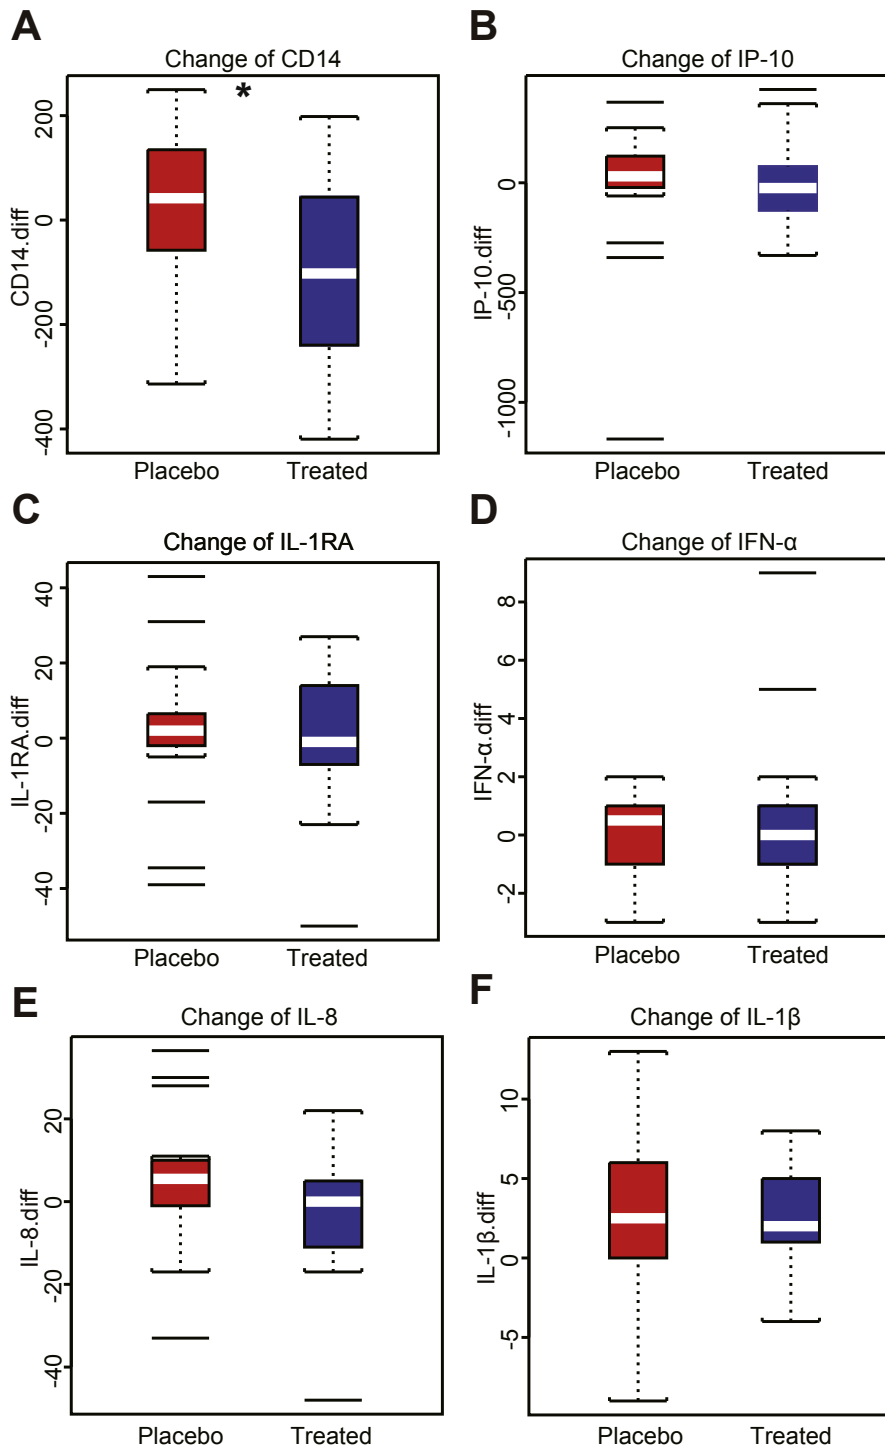 A
Change of CD14
*
CD14.diff
200
0
-200
-400
Placebo Treated
B
Change of IP-10
IP-10.diff
0
-500
-1000
Placebo Treated
C
Change of IL-1RA
IL-1RA.diff
40
20
0
-20
-40
Placebo Treated
D
Change of IFN-α
IFN-α.diff
8
6
4
2
0
-2
Placebo Treated
E
Change of IL-8
IL-8.diff
20
0
-20
-40
Placebo Treated
F
Change of IL-1β
IL-1β.diff
10
5
0
-5
Placebo Treated